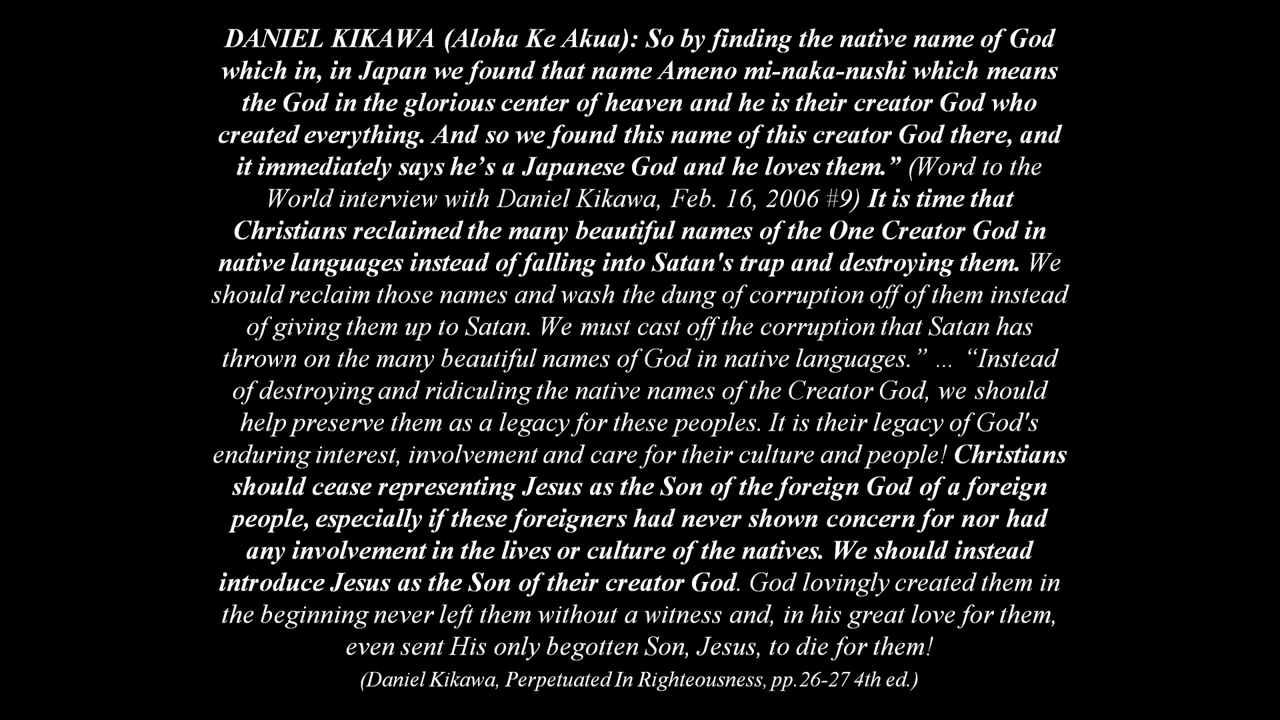 DANIEL KIKAWA (Aloha Ke Akua): So by finding the native name of God
which in, in Japan we found that name Ameno mi-naka-nushi which means
the God in the glorious center of heaven and he is their creator God who
created everything. And so we found this name of this creator God there, and
it immediately says he’s a Japanese God and he loves them.” (Word to the
World interview with Daniel Kikawa, Feb. 16, 2006 #9) It is time that
Christians reclaimed the many beautiful names of the One Creator God in
native languages instead of falling into Satan's trap and destroying them. We
should reclaim those names and wash the dung of corruption off of them instead
of giving them up to Satan. We must cast off the corruption that Satan has
thrown on the many beautiful names of God in native languages.” ... “Instead
of destroying and ridiculing the native names of the Creator God, we should
help preserve them as a legacy for these peoples. It is their legacy of God's
enduring interest, involvement and care for their culture and people! Christians
should cease representing Jesus as the Son of the foreign God of a foreign
people, especially if these foreigners had never shown concern for nor had
any involvement in the lives or culture of the natives. We should instead
introduce Jesus as the Son of their creator God. God lovingly created them in
the beginning never left them without a witness and, in his great love for them,
even sent His only begotten Son, Jesus, to die for them!
(Daniel Kikawa, Perpetuated In Righteousness, pp.26-27 4th ed.)